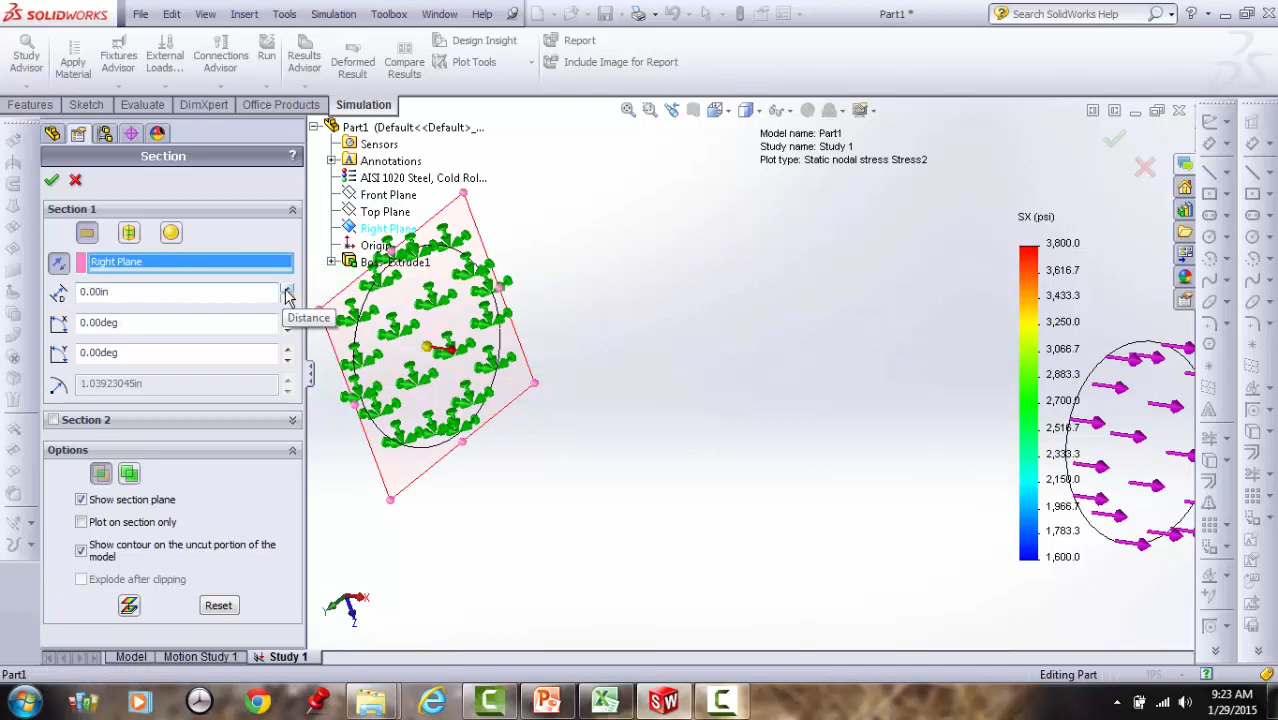 SOLIDWORKS File Edit View Insert Tools Simulation Toolbox Window Help Part1 * Search SolidWorks Help
Study Advisor
Apply Material
Fixtures Advisor
External Loads...
Connections Advisor
Run
Results Advisor
Deformed Result
Compare Results
Design Insight
Plot Tools
Report
Include Image for Report
Features Sketch Evaluate DimXpert Office Products Simulation
Section ?
Section 1
Right Plane
0.00in
Distance
0.00deg
0.00deg
1.03923045in
Section 2
Options
Show section plane
Plot on section only
Show contour on the uncut portion of the
model
Explode after clipping
Reset
Part1 (Default<<Default>_...
Sensors
Annotations
AISI 1020 Steel, Cold Rol...
Front Plane
Top Plane
Right Plane
Origin
Model name: Part1
Study name: Study 1
Plot type: Static nodal stress Stress2
SX (psi)
3,800.0
3,616.7
3,433.3
3,250.0
3,066.7
2,883.3
2,700.0
2,516.7
2,333.3
2,150.0
1,966.7
1,783.3
1,600.0
X
Y
Z
Model Motion Study 1 Study 1
Part1 Editing Part IPS
9:23 AM
1/29/2015